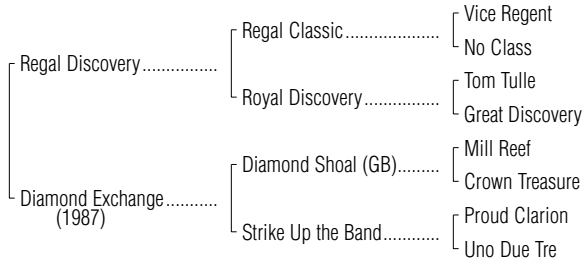 Vice Regent
Regal Classic....................
No Class
Regal Discovery...............
Tom Tulle
Royal Discovery................
Great Discovery
Mill Reef
Diamond Shoal (GB).........
Crown Treasure
Diamond Exchange...........
(1987)
Proud Clarion
Strike Up the Band............
Uno Due Tre